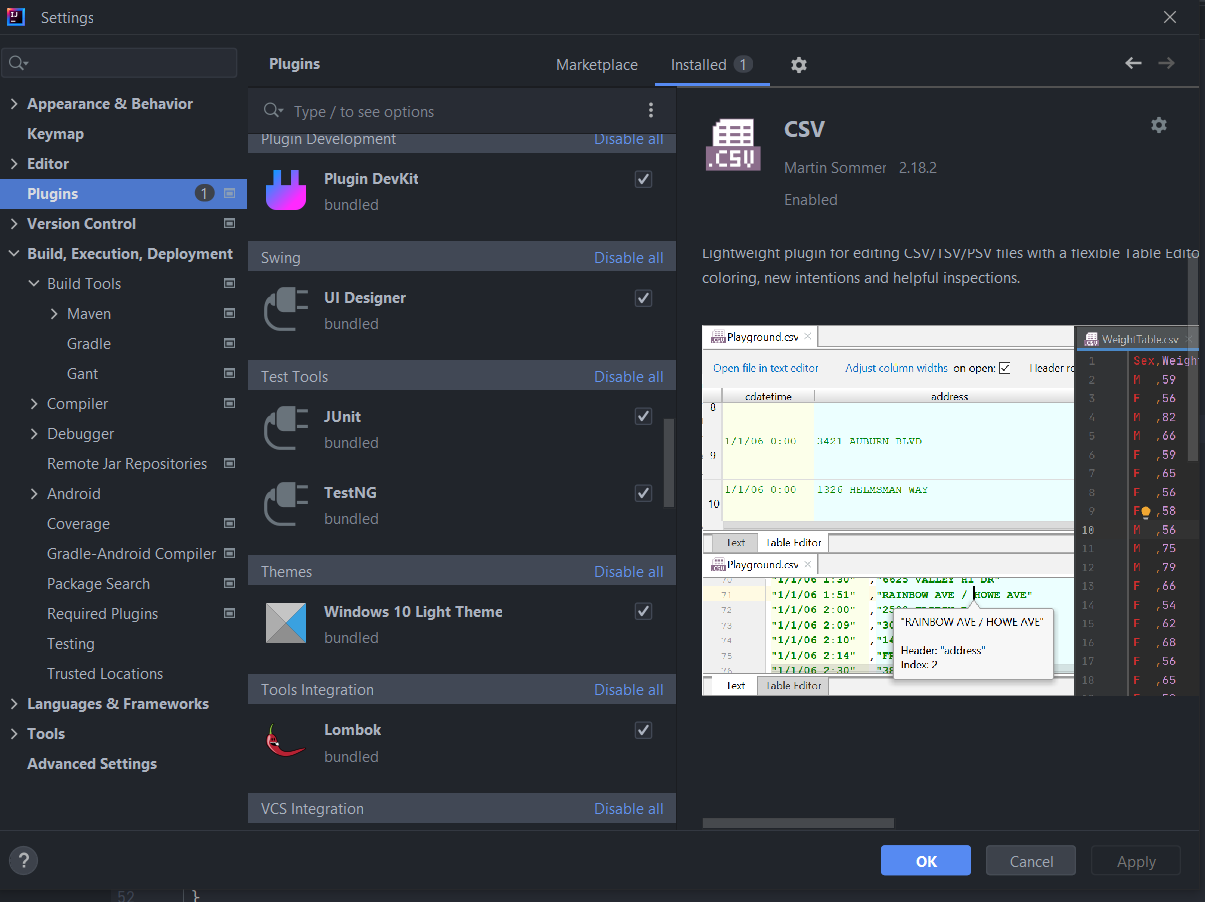 Settings
Plugins
Marketplace
Installed 1
Appearance & Behavior
Keymap
Editor
Plugins 1
Version Control
Build, Execution, Deployment
Build Tools
Maven
Gradle
Gant
Compiler
Debugger
Remote Jar Repositories
Android
Coverage
Gradle-Android Compiler
Package Search
Required Plugins
Testing
Trusted Locations
Languages & Frameworks
Tools
Advanced Settings
Type / to see options
Plugin Development Disable all
Plugin DevKit
bundled
Swing Disable all
UI Designer
bundled
Test Tools Disable all
JUnit
bundled
TestNG
bundled
Themes Disable all
Windows 10 Light Theme
bundled
Tools Integration Disable all
Lombok
bundled
VCS Integration Disable all
.CSV
CSV
Martin Sommer 2.18.2
Enabled
Lightweight plugin for editing CSV/TSV/PSV files with a flexible Table Edito
coloring, new intentions and helpful inspections.
Playground.csv
Open file in text editor Adjust column widths on open: Header ro
cdatetime address
8
9 1/1/06 0:00 3421 AUBURN BLVD
10 1/1/06 0:00 1326 HELMSMAN WAY
Text Table Editor
Playground.csv
70 "1/1/06 1:30" ,"6625 VALLEY HI DR"
71 "1/1/06 1:51" ,"RAINBOW AVE / HOWE AVE"
72 "1/1/06 2:00" ,"25
73 "1/1/06 2:09" ,"30
74 "1/1/06 2:10" ,"14
75 "1/1/06 2:14" ,"FR
76 "1/1/06 2:30" ,"38
"RAINBOW AVE / HOWE AVE"
Header: "address"
Index: 2
Text Table Editor
WeightTable.csv
1 Sex,Weigh
2 M ,59
3 F ,56
4 M ,82
5 M ,66
6 F ,59
7 F ,65
8 F ,56
9 F ,58
10 M ,56
11 M ,75
12 M ,79
13 F ,66
14 F ,54
15 F ,62
16 F ,68
17 F ,56
18 F ,65
?
OK
Cancel
Apply
52 }